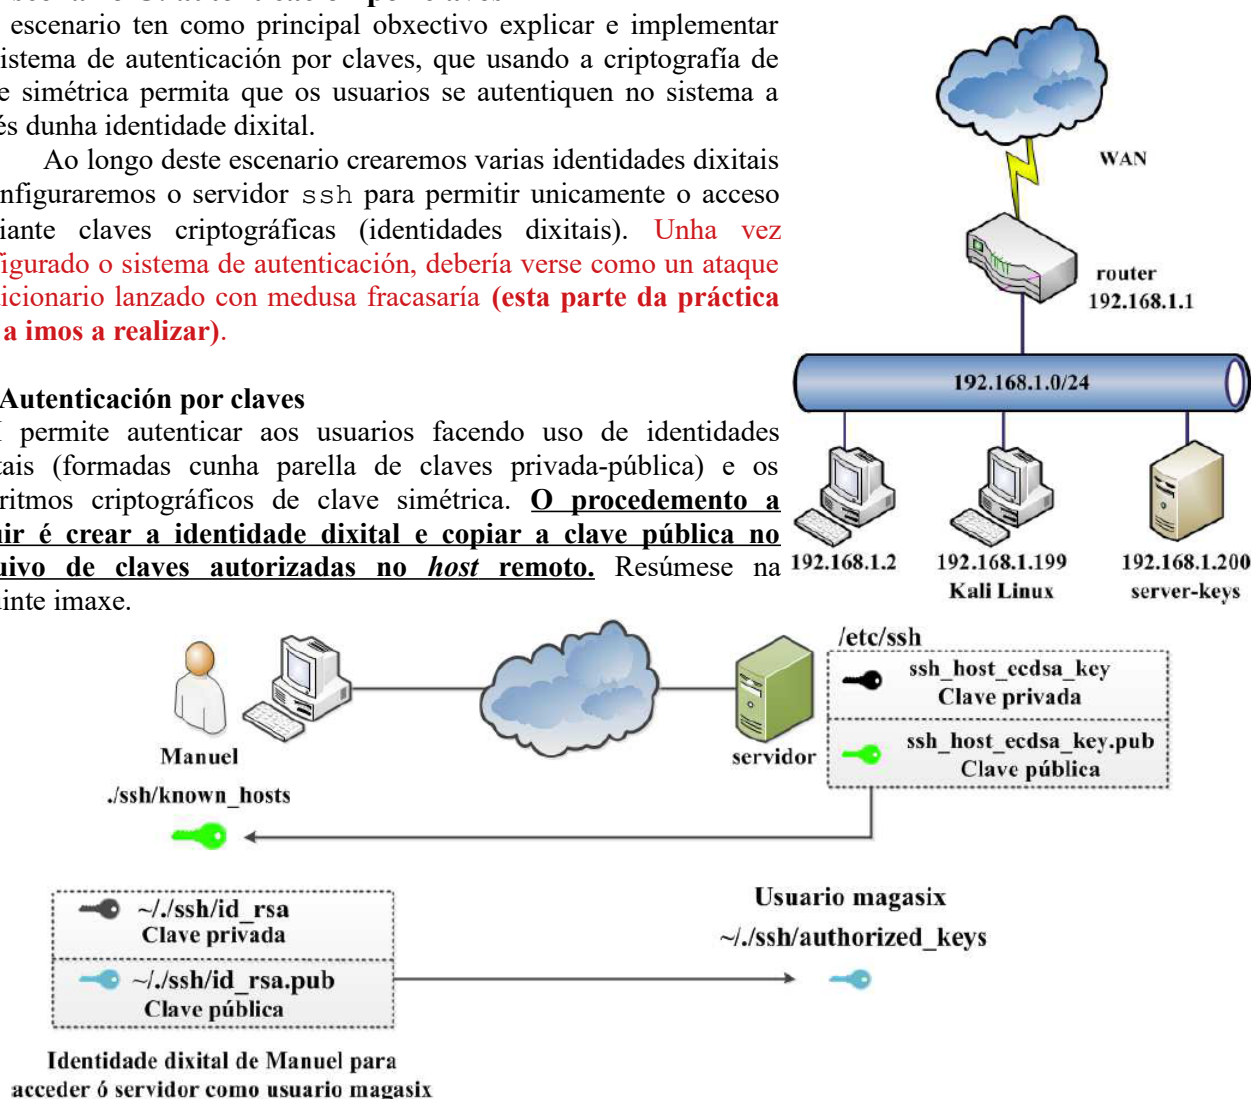 scenario C: autenticación por claves
escenario ten como principal obxectivo explicar e implementar
istema de autenticación por claves, que usando a criptografía de
e simétrica permita que os usuarios se autentiquen no sistema a
és dunha identidade dixital.
Ao longo deste escenario crearemos varias identidades dixitais
nfiguraremos o servidor ssh para permitir unicamente o acceso
iante claves criptográficas (identidades dixitais). Unha vez
figurado o sistema de autenticación, debería verse como un ataque
icionario lanzado con medusa fracasaría (esta parte da práctica
a imos a realizar).
Autenticación por claves
permite autenticar aos usuarios facendo uso de identidades
tais (formadas cunha parella de claves privada-pública) e os
ritmos criptográficos de clave simétrica. O procedemento a
uir é crear a identidade dixital e copiar a clave pública no
uivo de claves autorizadas no host remoto. Resúmese na
uinte imaxe.
WAN
router
192.168.1.1
192.168.1.0/24
192.168.1.2
192.168.1.199
Kali Linux
192.168.1.200
server-keys
/etc/ssh
ssh_host_ecdsa_key
Clave privada
ssh_host_ecdsa_key.pub
Clave pública
Manuel
servidor
./ssh/known_hosts
~/./ssh/id_rsa
Clave privada
~/./ssh/id_rsa.pub
Clave pública
Usuario magasix
~/./ssh/authorized_keys
Identidade dixital de Manuel para
acceder ó servidor como usuario magasix